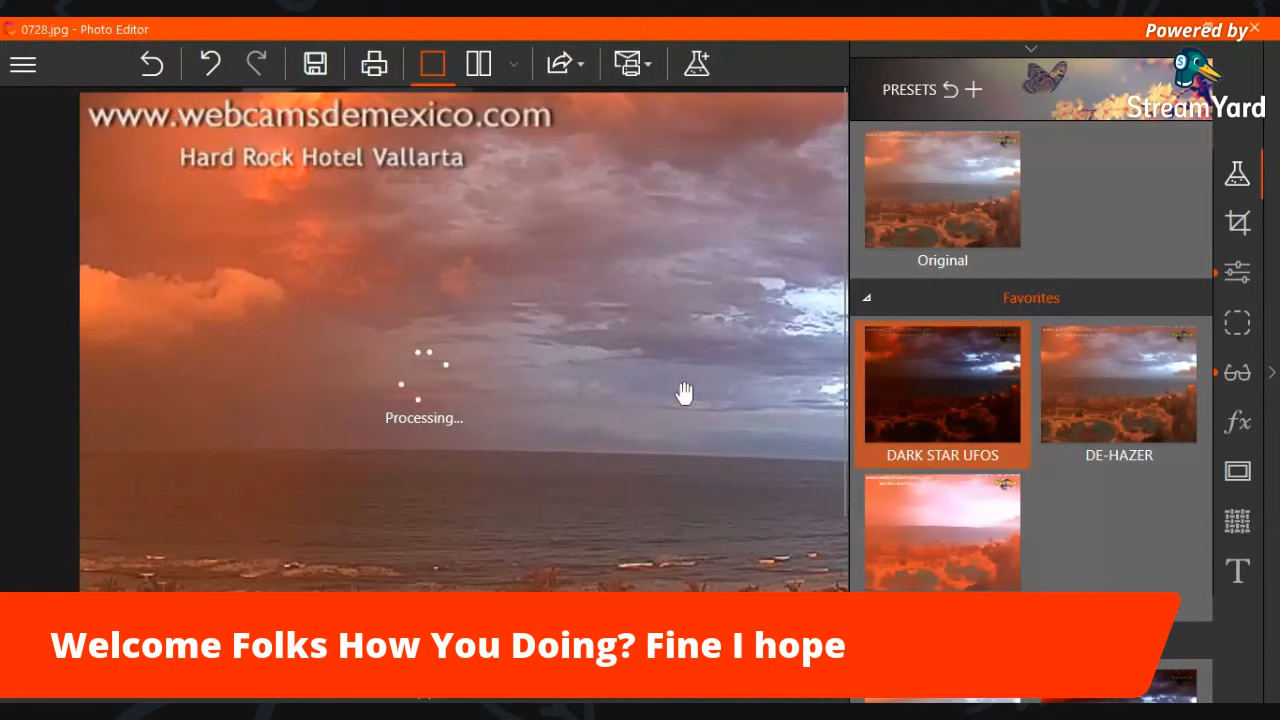 0728.jpg - Photo Editor
Powered by
StreamYard
PRESETS
www.webcamsdemexico.com
Hard Rock Hotel Vallarta
Original
Favorites
DARK STAR UFOS
DE-HAZER
Processing...
fx
T
Welcome Folks How You Doing? Fine I hope